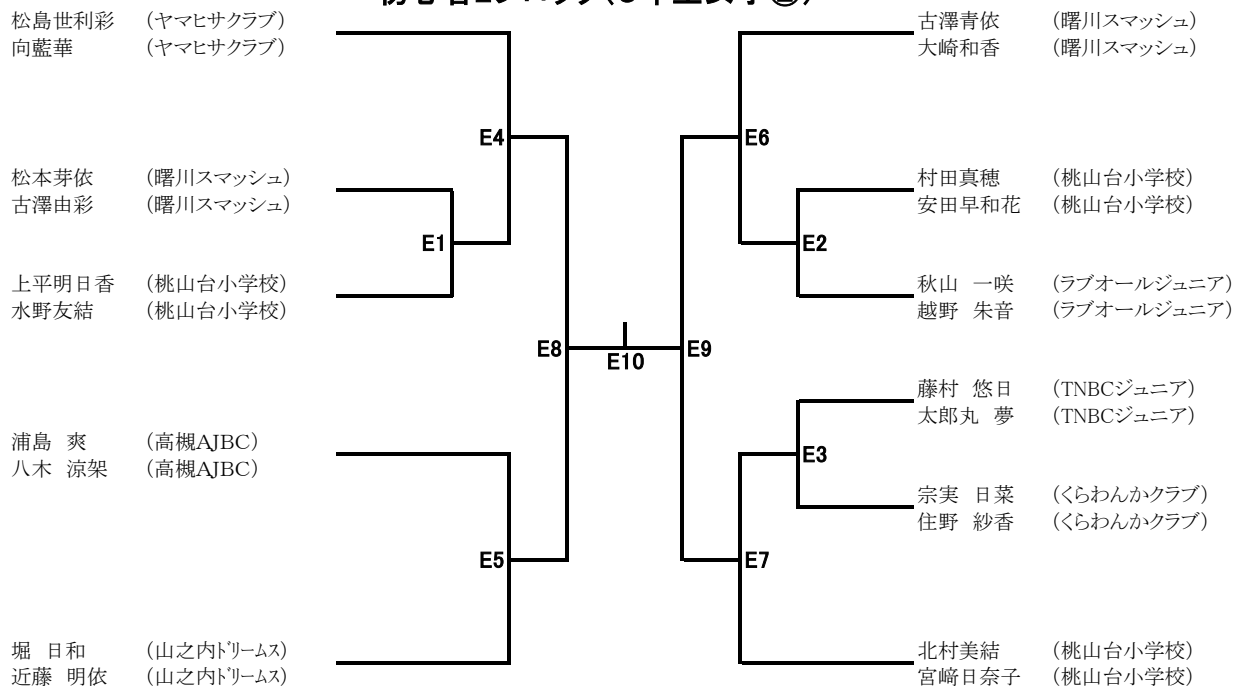 松島世利彩 （ヤマヒサクラブ）
向藍華 （ヤマヒサクラブ）
松本芽依 （曙川スマッシュ）
古澤由彩 （曙川スマッシュ）
上平明日香 （桃山台小学校）
水野友結 （桃山台小学校）
浦島 爽 （高槻AJBC）
八木 涼架 （高槻AJBC）
堀 日和 （山之内ドリームス）
近藤 明依 （山之内ドリームス）
E4
E1
E8
E5
E10
E6
E2
E9
E3
E7
古澤青依 （曙川スマッシュ）
大崎和香 （曙川スマッシュ）
村田真穂 （桃山台小学校）
安田早和花 （桃山台小学校）
秋山 一咲 （ラブオールジュニア）
越野 朱音 （ラブオールジュニア）
藤村 悠日 （TNBCジュニア）
太郎丸 夢 （TNBCジュニア）
宗実 日菜 （くらわんかクラブ）
住野 紗香 （くらわんかクラブ）
北村美結 （桃山台小学校）
宮﨑日奈子 （桃山台小学校）